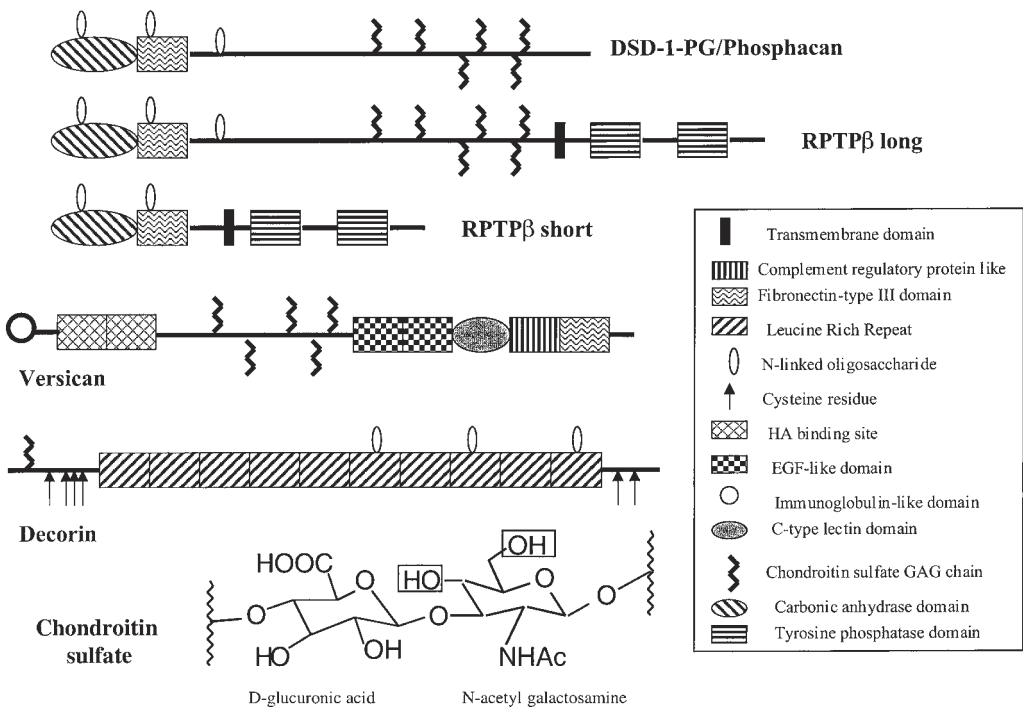 DSD-1-PG/Phosphacan
RPTPβ long
RPTPβ short
Versican
Decorin
Transmembrane domain
Complement regulatory protein like
Fibronectin-type III domain
Leucine Rich Repeat
N-linked oligosaccharide
Cysteine residue
HA binding site
EGF-like domain
Immunoglobulin-like domain
C-type lectin domain
Chondroitin sulfate GAG chain
Carbonic anhydrase domain
Tyrosine phosphatase domain
Chondroitin
sulfate
HOOC
O
O
HO
OH
O
HO
OH
O
NHAc
O
D-glucuronic acid
N-acetyl galactosamine